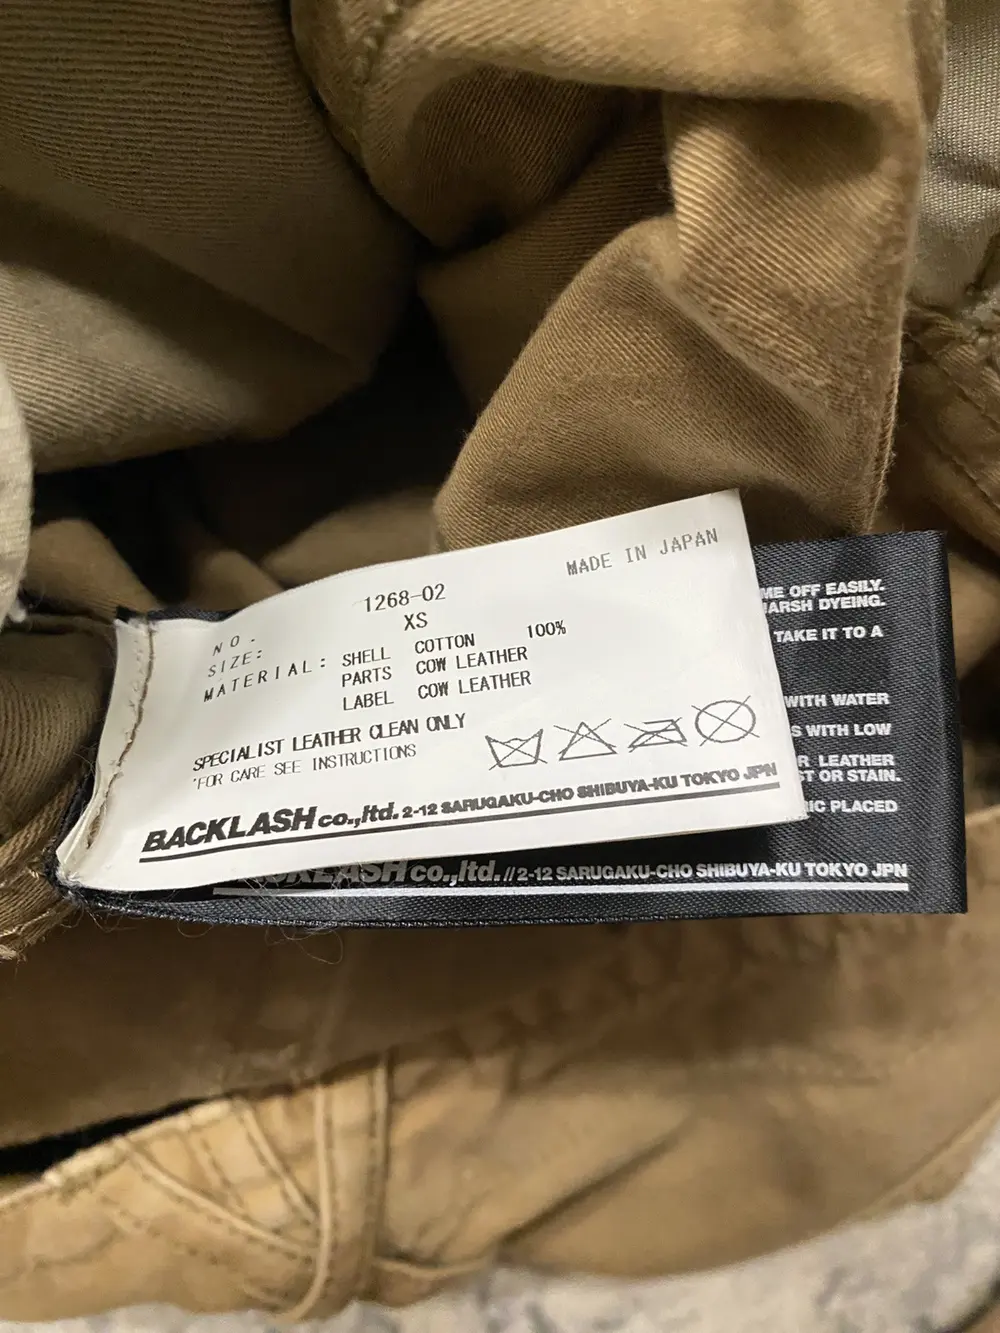 MADE IN JAPAN
NO. 1268-02
SIZE: XS
MATERIAL: SHELL COTTON 100%
PARTS COW LEATHER
LABEL COW LEATHER
SPECIALIST LEATHER CLEAN ONLY
*FOR CARE SEE INSTRUCTIONS
BACKLASH co.,ltd. 2-12 SARUGAKU-CHO SHIBUYA-KU TOKYO JPN
OFF EASILY.
DYEING.
TAKE IT TO A
WITH WATER
WITH LOW
LEATHER
OR STAIN.
PLACED
BACKLASH co.,ltd. // 2-12 SARUGAKU-CHO SHIBUYA-KU TOKYO JPN